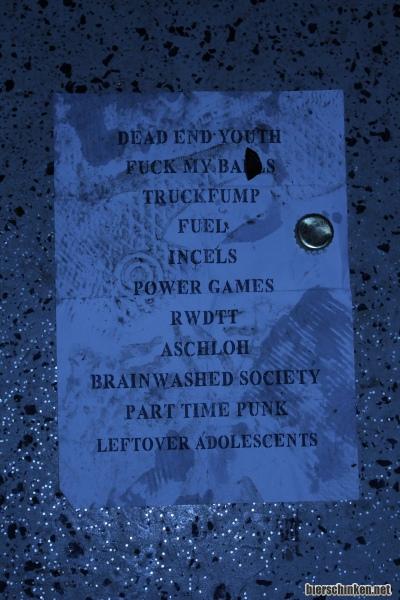 DEAD END YOUTH
FUCK MY BALLS
TRUCKFUMP
FUEL
INCELS
POWER GAMES
RWDTT
ASCHLOH
BRAINWASHED SOCIETY
PART TIME PUNK
LEFTOVER ADOLESCENTS
bierschinken.net